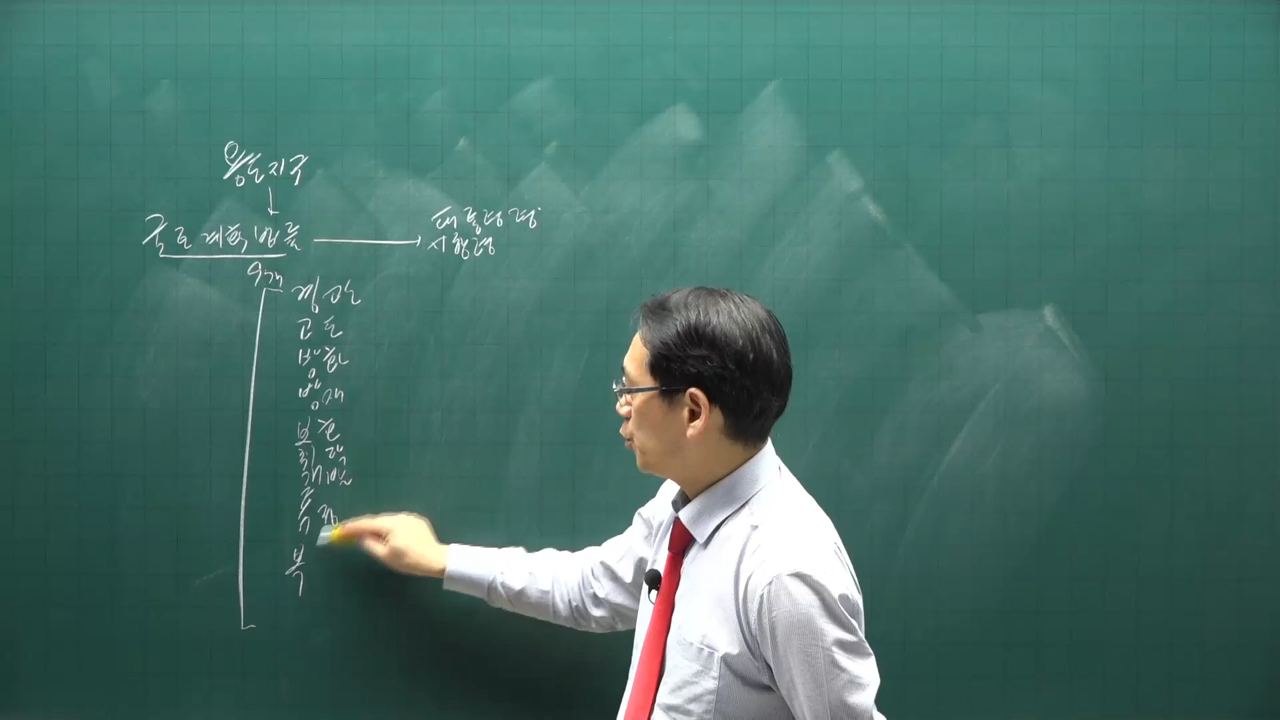 용도지구
↓
국토계획법률 → 대통령령
시행령
9개
경관
고도
방화
방재
보호
취락
개발
특정
복